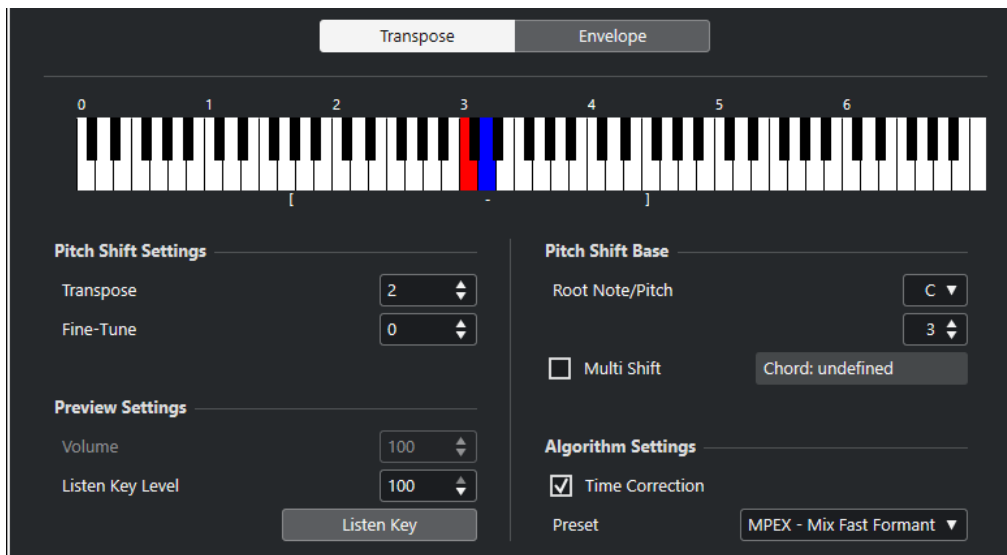 Transpose Envelope
0 1 2 3 4 5 6
[ - ]
Pitch Shift Settings
Transpose 2
Fine-Tune 0
Preview Settings
Volume 100
Listen Key Level 100
Listen Key
Pitch Shift Base
Root Note/Pitch C
3
Multi Shift Chord: undefined
Algorithm Settings
Time Correction
Preset MPEX - Mix Fast Formant